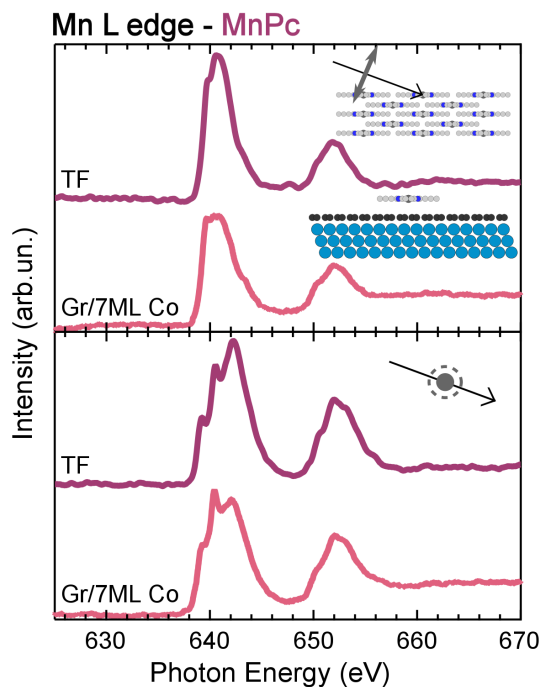 Mn L edge - MnPc
TF
Gr/7ML Co
TF
Gr/7ML Co
Intensity (arb.un.)
630 640 650 660 670
Photon Energy (eV)